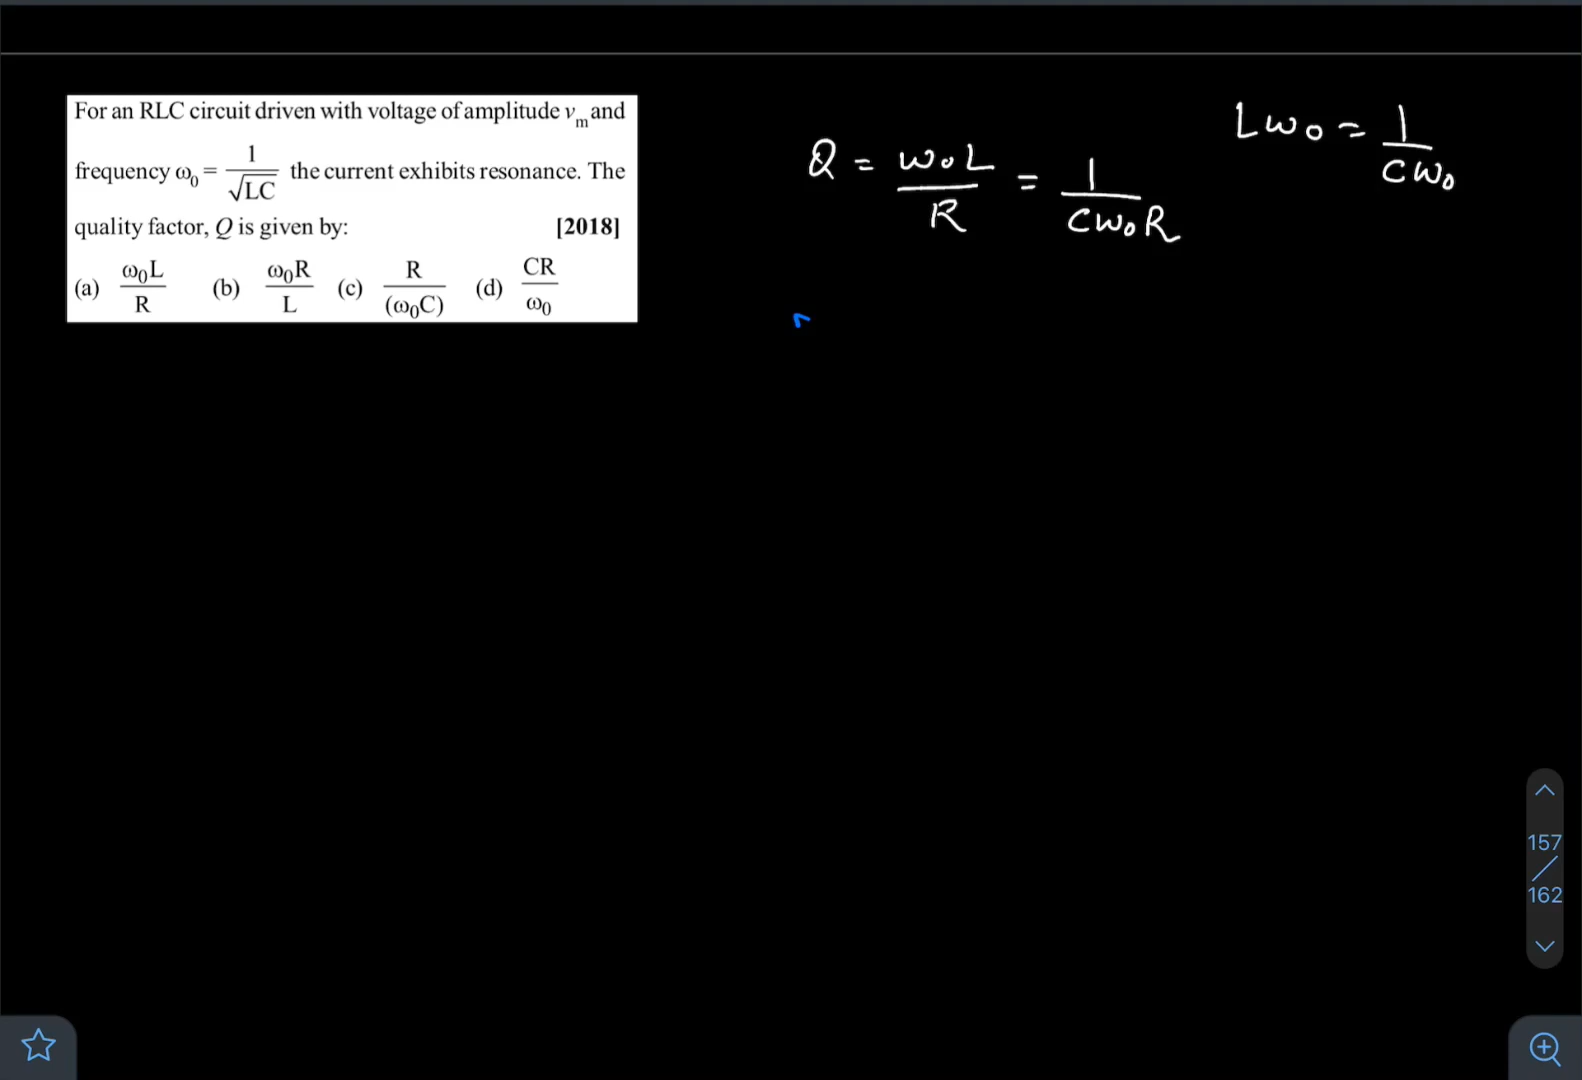 For an RLC circuit driven with voltage of amplitude vₘ and
frequency ω₀ = 1/√LC the current exhibits resonance. The
quality factor, Q is given by: [2018]
(a) ω₀L/R (b) ω₀R/L (c) R/(ω₀C) (d) CR/ω₀
Q = ω₀L/R = 1/Cω₀R
Lω₀ = 1/Cω₀
157
/
162